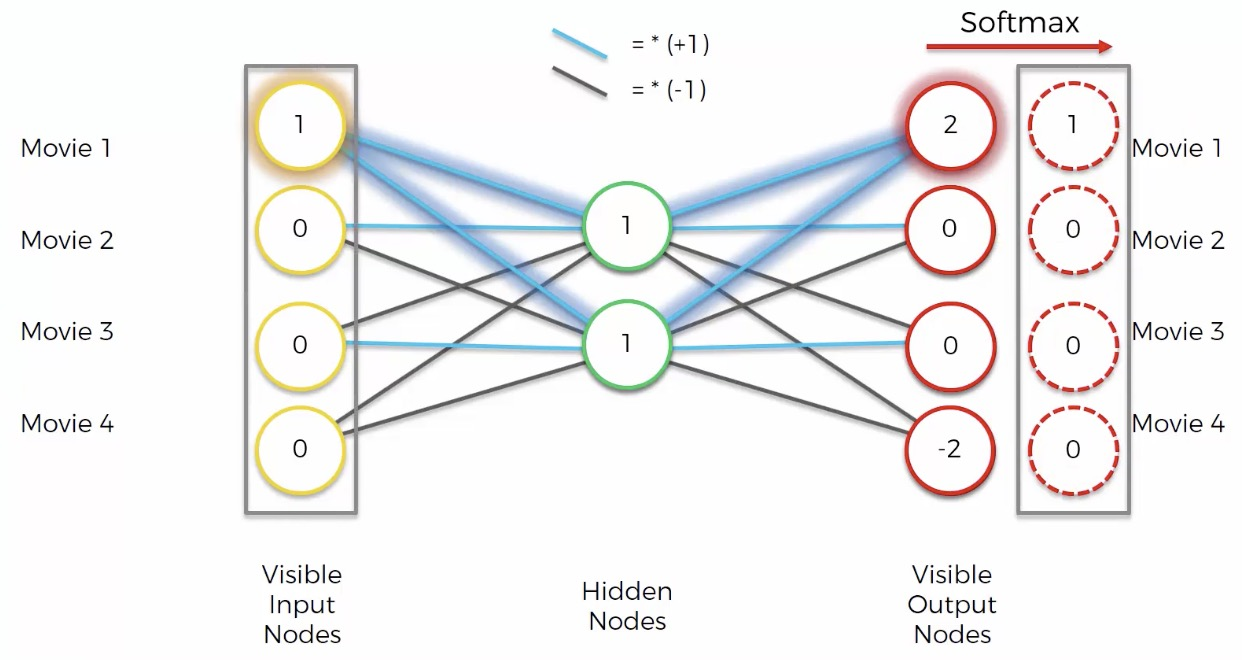 Softmax
= * (+1)
= * (-1)
Movie 1
Movie 2
Movie 3
Movie 4
1
0
0
0
1
1
2
0
0
-2
1
0
0
0
Movie 1
Movie 2
Movie 3
Movie 4
Visible
Input
Nodes
Hidden
Nodes
Visible
Output
Nodes